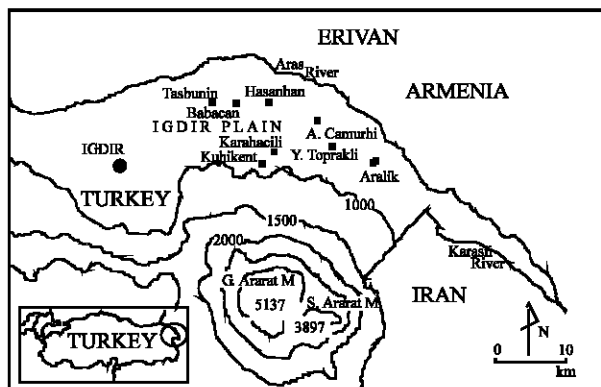 ERIVAN
Aras
River
ARMENIA
Tasbunin
Hasanhan
Babacan
IGDIR PLAIN
A. Camurhi
Karahacili
IGDIR
Kuhikent
Y. Toprakli
Aralik
TURKEY
1000
1500
2000
Karasu
River
G. Ararat M
5137
S. Ararat M
3897
IRAN
TURKEY
N
0
10
km